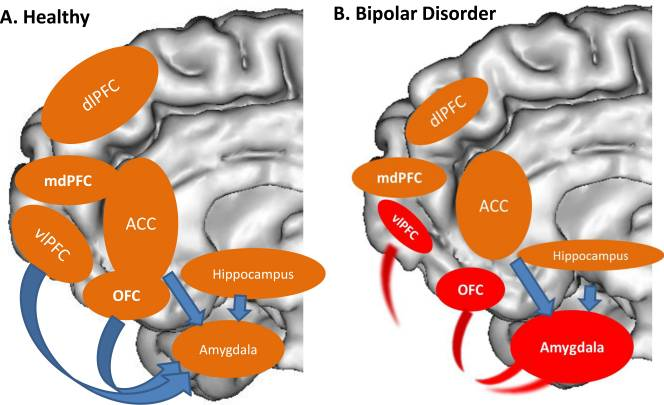 A. Healthy
dlPFC
mdPFC
vlPFC
ACC
OFC
Hippocampus
Amygdala
B. Bipolar Disorder
dlPFC
mdPFC
vlPFC
ACC
OFC
Hippocampus
Amygdala